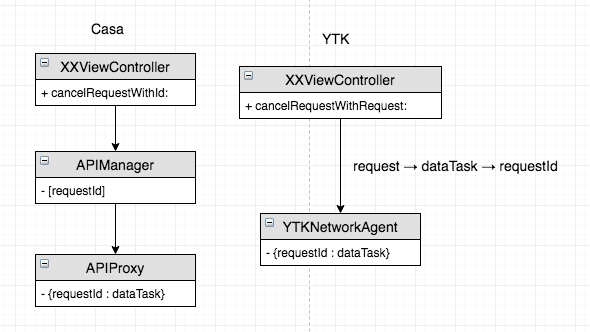 Casa
XXViewController
+ cancelRequestWithId:
APIManager
- [requestId]
APIProxy
- {requestId : dataTask}
YTK
XXViewController
+ cancelRequestWithRequest:
request → dataTask → requestId
YTKNetworkAgent
- {requestId : dataTask}